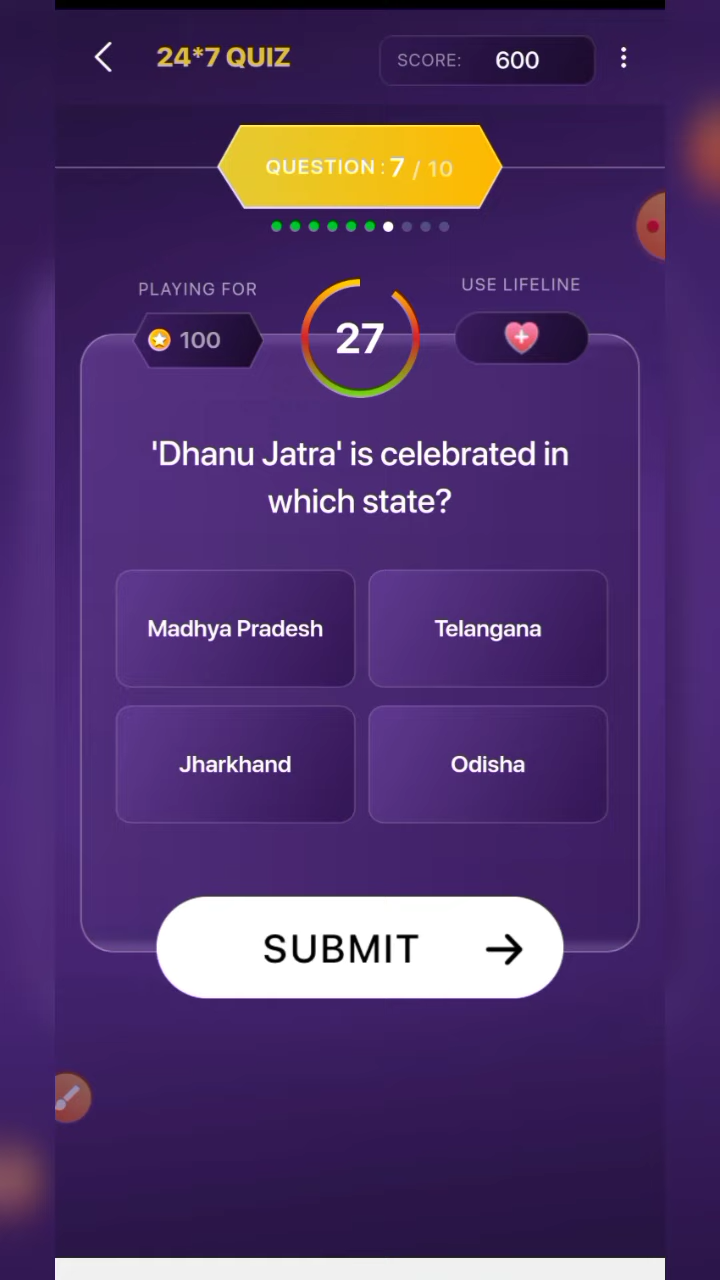 24*7 QUIZ
SCORE: 600
QUESTION : 7 / 10
PLAYING FOR
USE LIFELINE
100
27
'Dhanu Jatra' is celebrated in
which state?
Madhya Pradesh
Telangana
Jharkhand
Odisha
SUBMIT